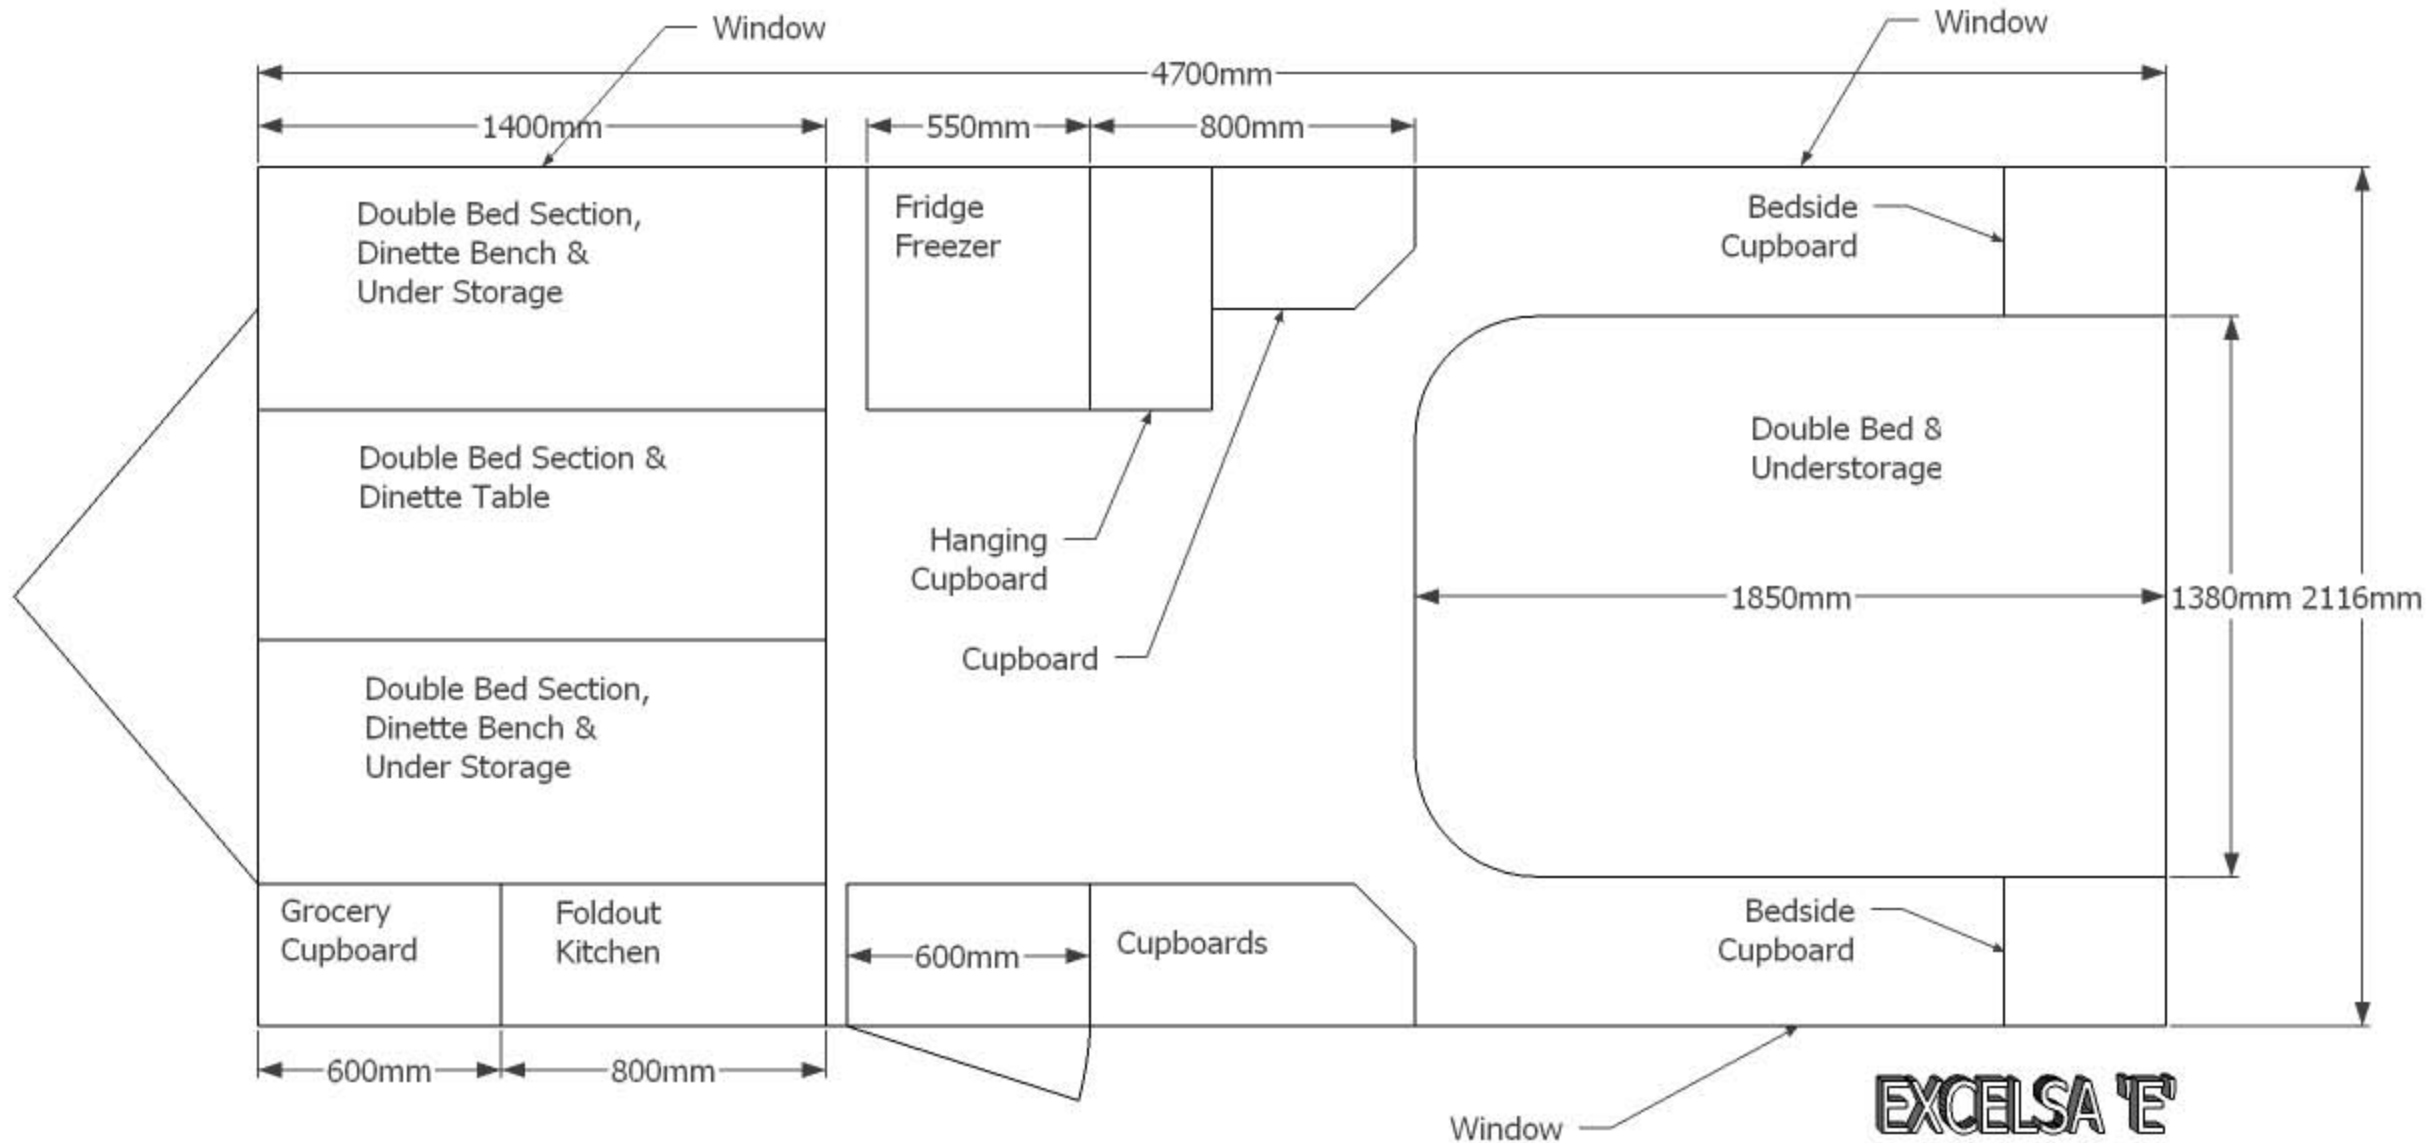 Window
Window
4700mm
1400mm
550mm
800mm
Double Bed Section,
Dinette Bench &
Under Storage
Fridge
Freezer
Bedside
Cupboard
Double Bed Section &
Dinette Table
Double Bed &
Understorage
Hanging
Cupboard
1850mm
1380mm
2116mm
Cupboard
Double Bed Section,
Dinette Bench &
Under Storage
Grocery
Cupboard
Foldout
Kitchen
600mm
Cupboards
Bedside
Cupboard
600mm
800mm
Window
EXCELSA 'E'